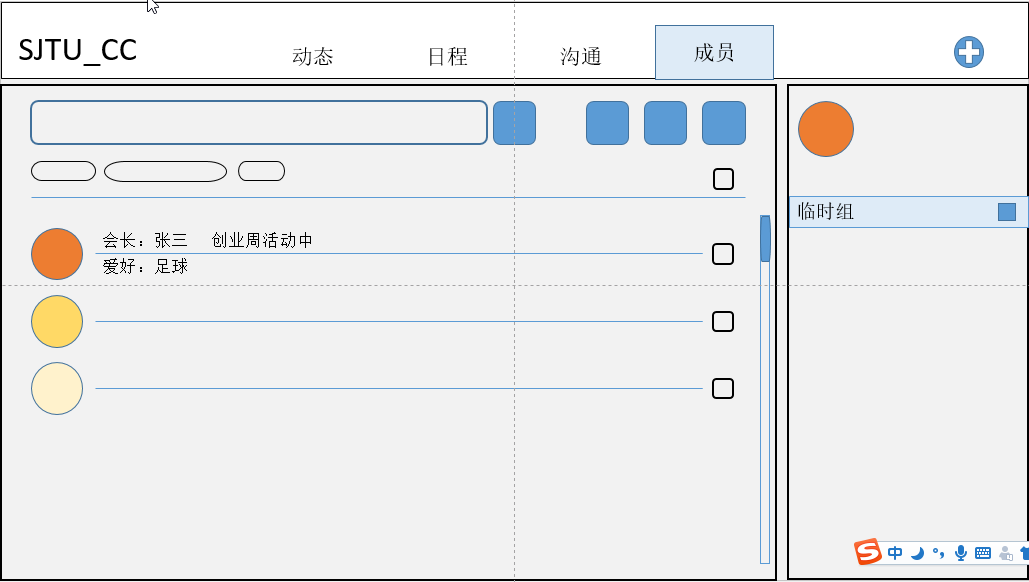 SJTU_CC
动态
日程
沟通
成员
临时组
会长：张三 创业周活动中
爱好：足球
中